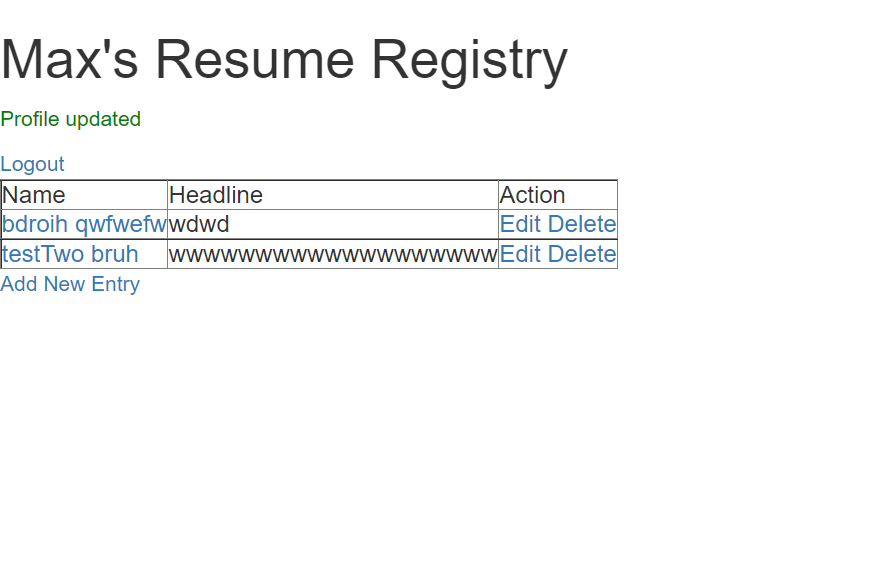 Max's Resume Registry
Profile updated
Logout
Name Headline Action
bdroih qwfwefw wdwd Edit Delete
testTwo bruh wwwwwwwwwwwwwwwwwww Edit Delete
Add New Entry